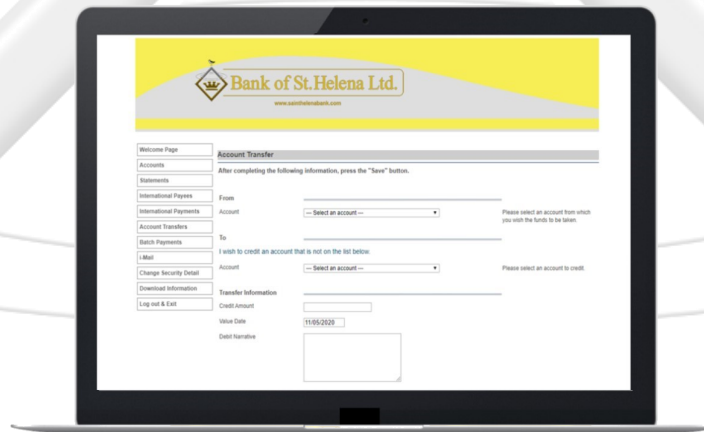 Bank of St.Helena Ltd.
www.sainthelenabank.com
Welcome Page
Accounts
Statements
International Payees
International Payments
Account Transfers
Batch Payments
i-Mail
Change Security Detail
Download Information
Log out & Exit
Account Transfer
After completing the following information, press the "Save" button.
From
Account
--- Select an account ---
Please select an account from which
you wish the funds to be taken.
To
I wish to credit an account that is not on the list below.
Account
--- Select an account ---
Please select an account to credit.
Transfer Information
Credit Amount
Value Date
11/05/2020
Debit Narrative